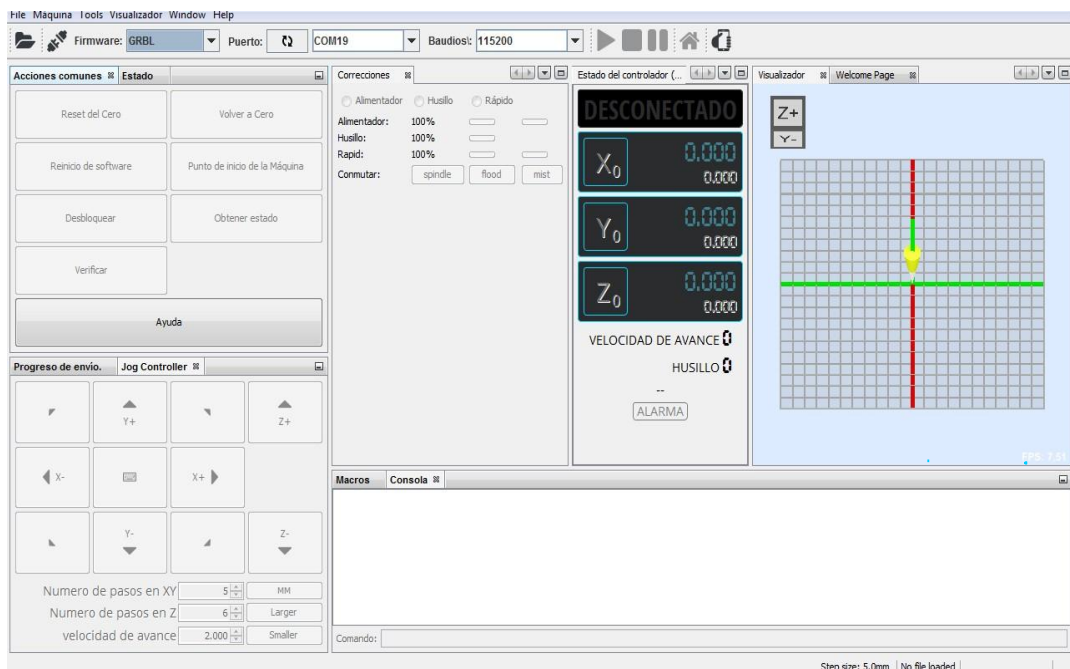 File Máquina Tools Visualizador Window Help
Firmware: GRBL Puerto: COM19 Baudios\: 115200
Acciones comunes Estado
Reset del Cero Volver a Cero
Reinicio de software Punto de inicio de la Máquina
Desbloquear Obtener estado
Verificar
Ayuda
Progreso de envío. Jog Controller
Y+ Z+
X- X+
Y- Z-
Numero de pasos en XY 5 MM
Numero de pasos en Z 6 Larger
velocidad de avance 2.000 Smaller
Correcciones
Alimentador Husillo Rápido
Alimentador: 100%
Husillo: 100%
Rapid: 100%
Conmutar: spindle flood mist
Estado del controlador (...
DESCONECTADO
X0 0.000
0.000
Y0 0.000
0.000
Z0 0.000
0.000
VELOCIDAD DE AVANCE 0
HUSILLO 0
--
ALARMA
Visualizador Welcome Page
Z+
Y-
FPS: 7,51
Macros Consola
Comando:
Step size: 5.0mm No file loaded